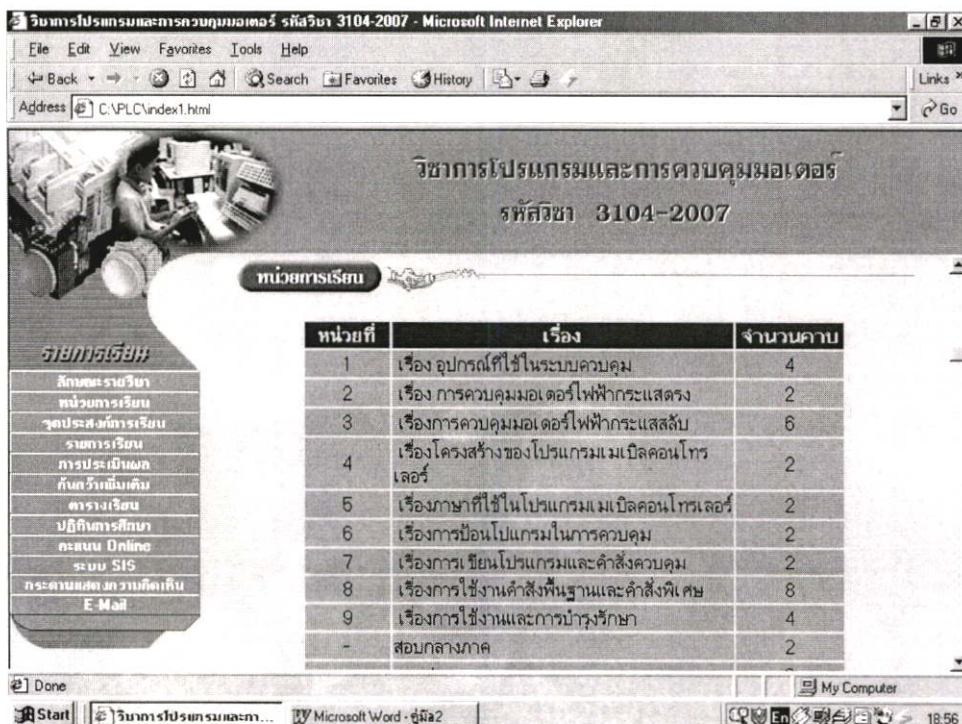 วิชาการโปรแกรมและการควบคุมมอเตอร์ รหัสวิชา 3104-2007 - Microsoft Internet Explorer
File Edit View Favorites Tools Help
Back Search Favorites History Links
Address C:\PLC\index1.html Go
วิชาการโปรแกรมและการควบคุมมอเตอร์
รหัสวิชา 3104-2007
หน่วยการเรียน
รายการเรียน
ลักษณะรายวิชา
หน่วยการเรียน
จุดประสงค์การเรียน
รายการเรียน
การประเมินผล
ค้นคว้าเพิ่มเติม
ตารางเรียน
ปฏิทินการศึกษา
คะแนน Online
ระบบ SIS
กระดานแสดงความคิดเห็น
E-Mail
หน่วยที่ เรื่อง จำนวนคาบ
1 เรื่อง อุปกรณ์ที่ใช้ในระบบควบคุม 4
2 เรื่อง การควบคุมมอเตอร์ไฟฟ้ากระแสตรง 2
3 เรื่องการควบคุมมอเตอร์ไฟฟ้ากระแสสลับ 6
4 เรื่องโครงสร้างของโปรแกรมเมเบิลคอนโทร
เลอร์ 2
5 เรื่องภาษาที่ใช้ในโปรแกรมเมเบิลคอนโทรเลอร์ 2
6 เรื่องการป้อนโปแกรมในการควบคุม 2
7 เรื่องการเขียนโปรแกรมและคำสั่งควบคุม 2
8 เรื่องการใช้งานคำสั่งพื้นฐานและคำสั่งพิเศษ 8
9 เรื่องการใช้งานและการบำรุงรักษา 4
- สอบกลางภาค 2
Done My Computer
Start วิชาการโปรแกรมและกา... Microsoft Word - คู่มือ2 En 18:56